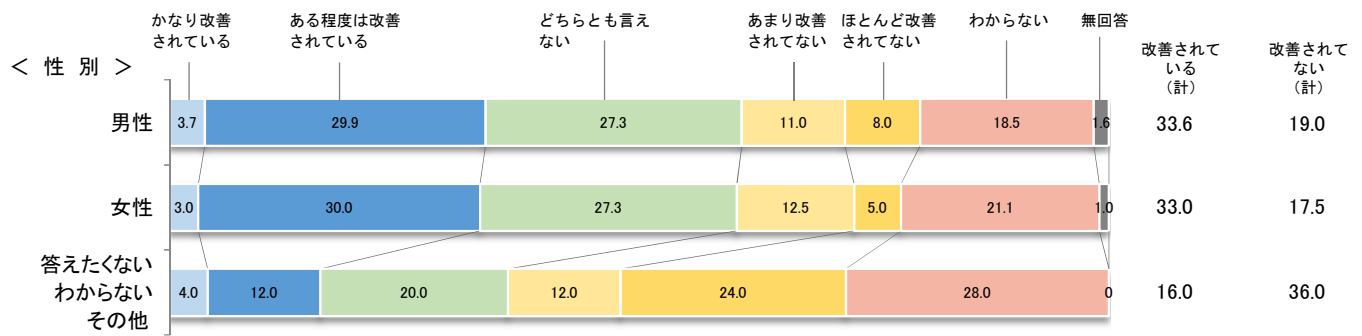 かなり改善
されている
ある程度は改善
されている
どちらとも言え
ない
あまり改善
されてない
ほとんど改善
されてない
わからない
無回答
改善されて
いる
（計）
改善されて
ない
（計）
＜ 性 別 ＞
男性
3.7 29.9 27.3 11.0 8.0 18.5 1.6 33.6 19.0
女性
3.0 30.0 27.3 12.5 5.0 21.1 1.0 33.0 17.5
答えたくない
わからない
その他
4.0 12.0 20.0 12.0 24.0 28.0 0 16.0 36.0